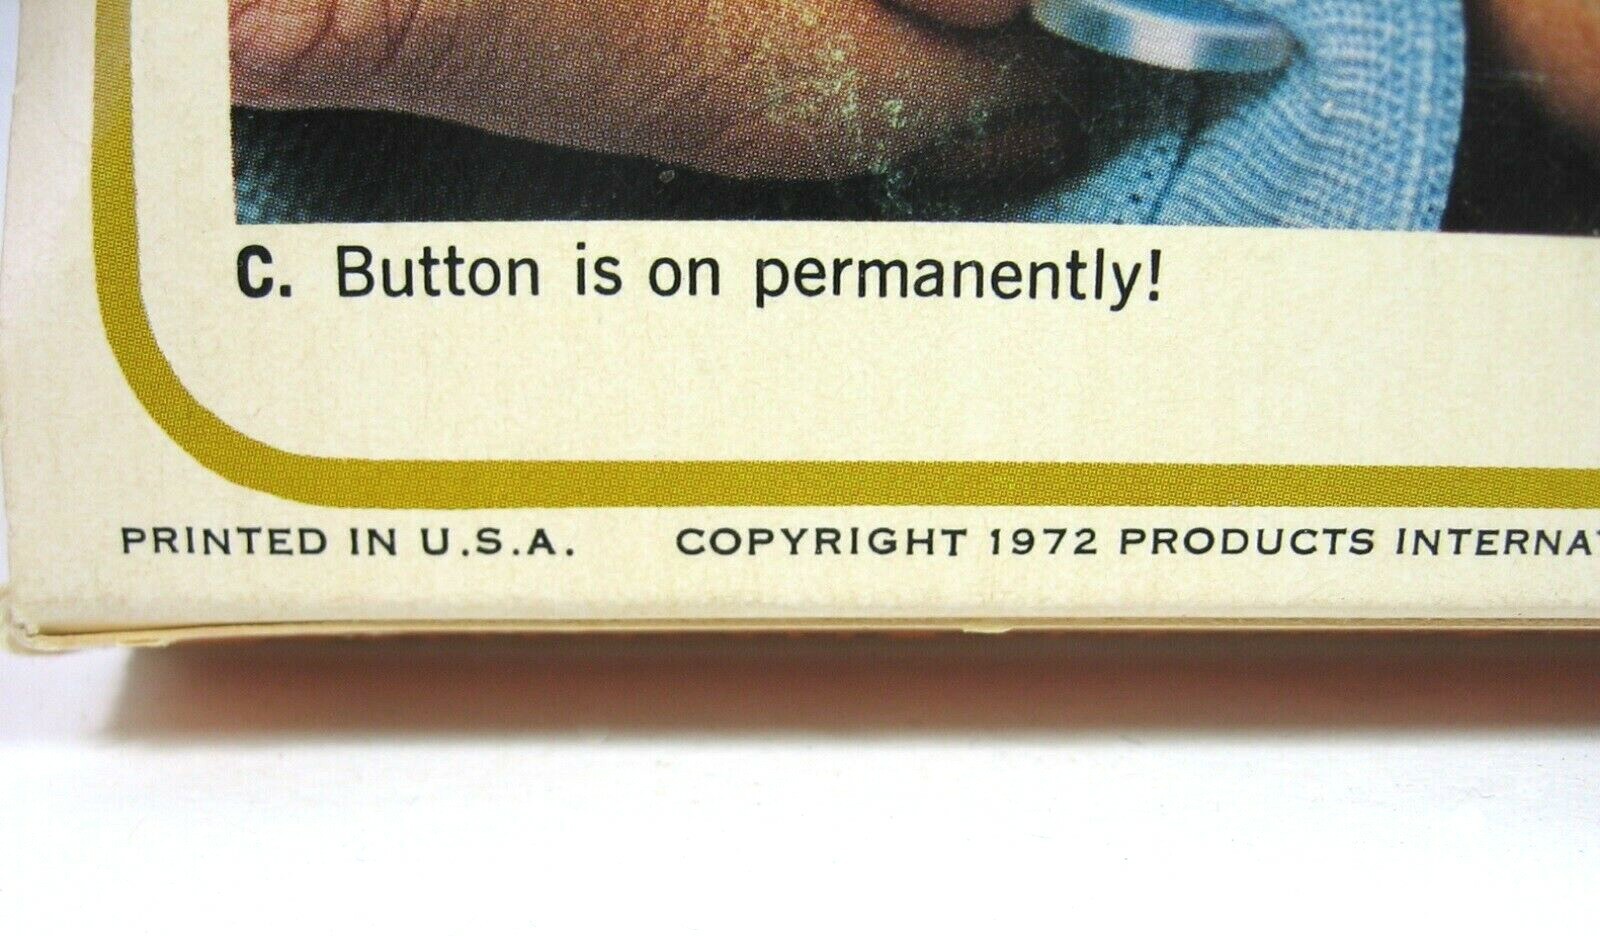 C. Button is on permanently!
PRINTED IN U.S.A. COPYRIGHT 1972 PRODUCTS